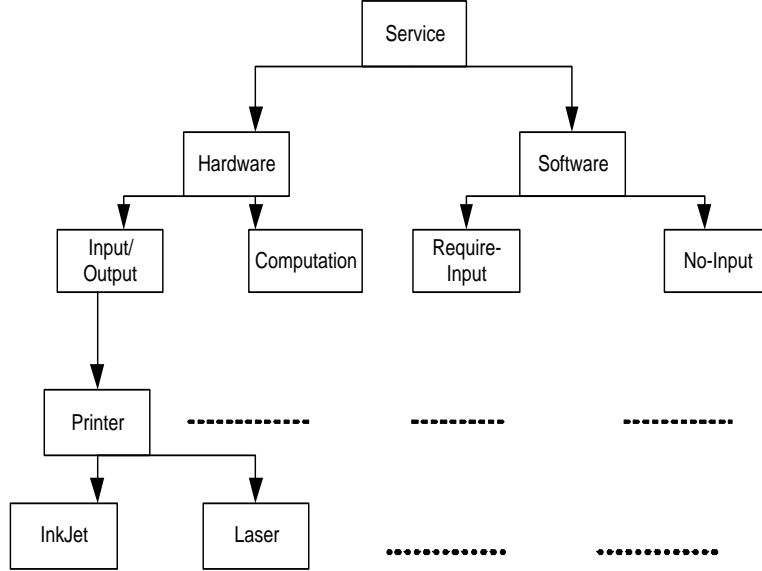 Service
Hardware
Software
Input/
Output
Computation
Require-
Input
No-Input
Printer
InkJet
Laser